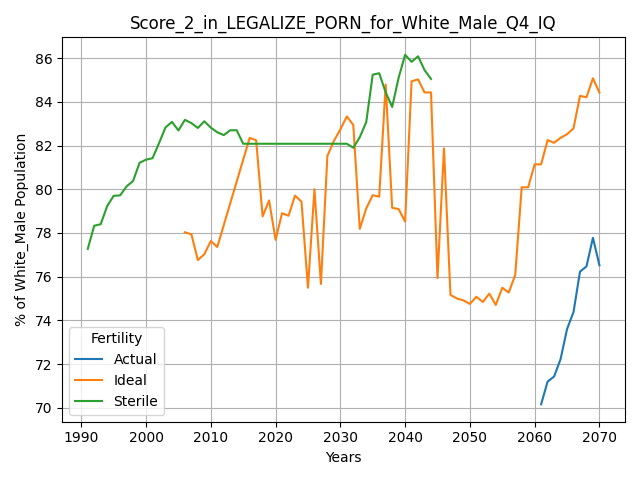 Score_2_in_LEGALIZE_PORN_for_White_Male_Q4_IQ
% of White_Male Population
86
84
82
80
78
76
74
72
70
Fertility
Actual
Ideal
Sterile
1990 2000 2010 2020 2030 2040 2050 2060 2070
Years